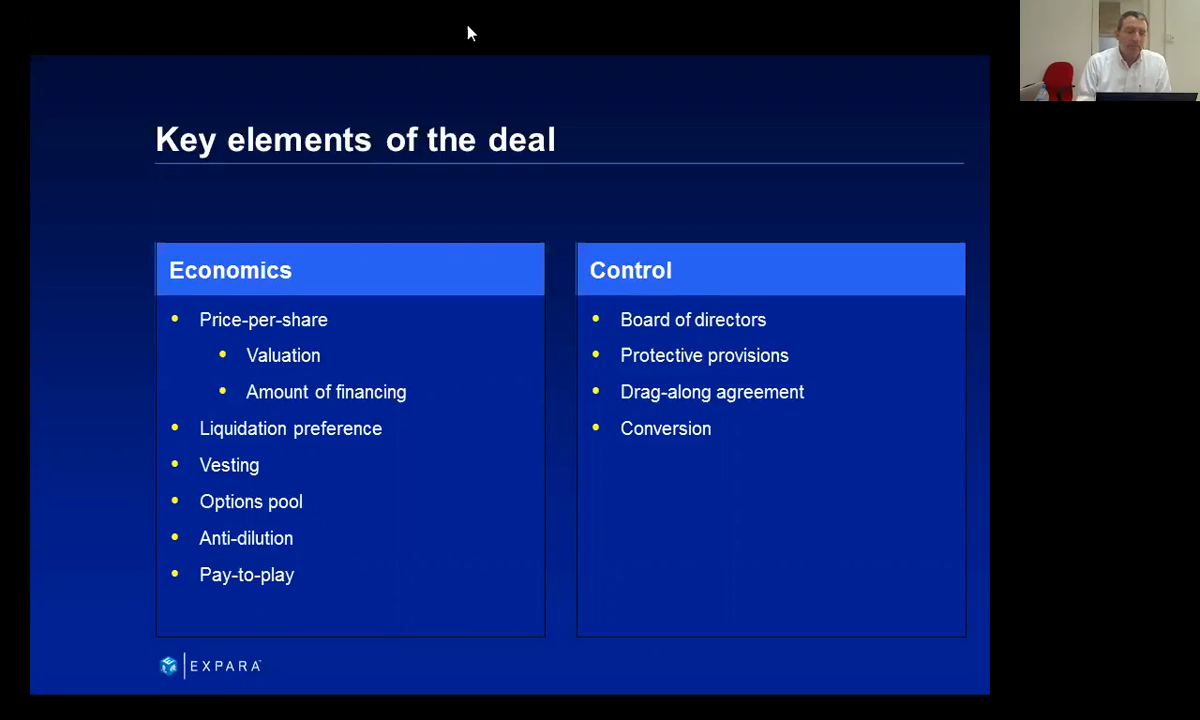 Key elements of the deal
Economics
Price-per-share
Valuation
Amount of financing
Liquidation preference
Vesting
Options pool
Anti-dilution
Pay-to-play
Control
Board of directors
Protective provisions
Drag-along agreement
Conversion
EXPARA